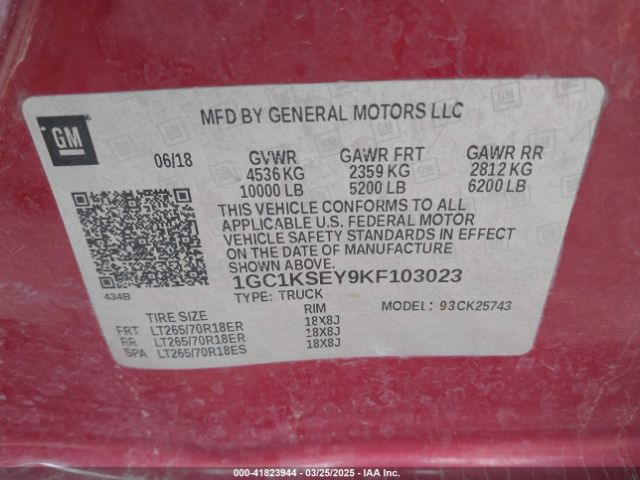 MFD BY GENERAL MOTORS LLC
GM
06/18 GVWR GAWR FRT GAWR RR
4536 KG 2359 KG 2812 KG
10000 LB 5200 LB 6200 LB
THIS VEHICLE CONFORMS TO ALL
APPLICABLE U.S. FEDERAL MOTOR
VEHICLE SAFETY STANDARDS IN EFFECT
ON THE DATE OF MANUFACTURE
SHOWN ABOVE.
1GC1KSEY9KF103023
434B
TYPE: TRUCK MODEL: 93CK25743
TIRE SIZE RIM
FRT LT265/70R18ER 18X8J
RR LT265/70R18ER 18X8J
SPA LT265/70R18ES 18X8J
000-41823944 - 03/25/2025 - IAA Inc.